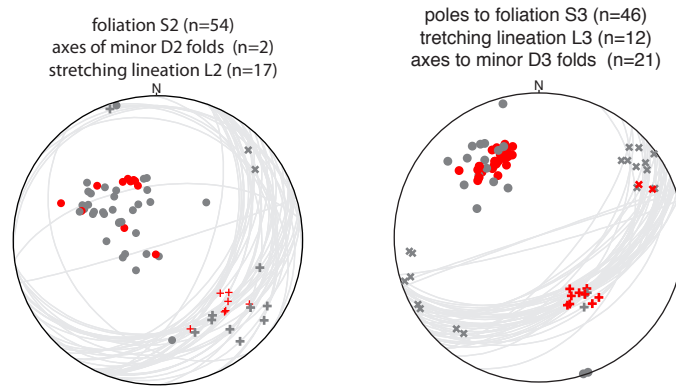 foliation S2 (n=54)
axes of minor D2 folds (n=2)
stretching lineation L2 (n=17)
N
poles to foliation S3 (n=46)
tretching lineation L3 (n=12)
axes to minor D3 folds (n=21)
N